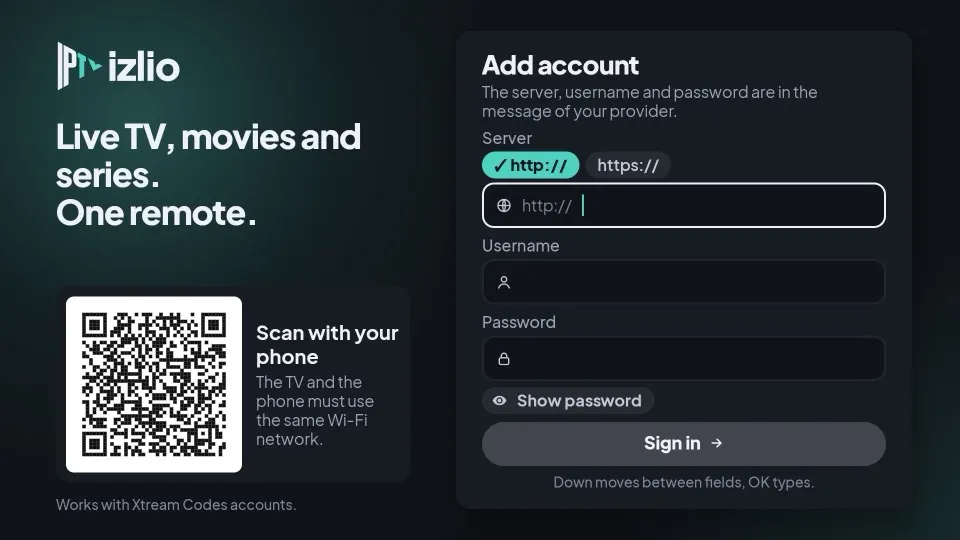 IPTV izlio
Live TV, movies and
series.
One remote.
Scan with your
phone
The TV and the
phone must use
the same Wi-Fi
network.
Works with Xtream Codes accounts.
Add account
The server, username and password are in the
message of your provider.
Server
✓ http:// https://
http://
Username
Password
Show password
Sign in →
Down moves between fields, OK types.